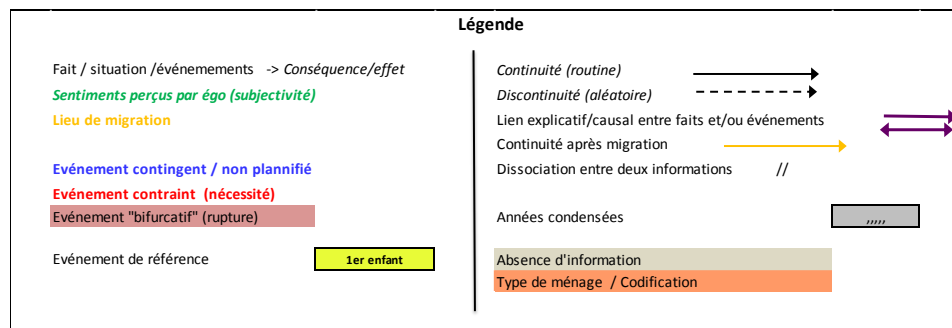 Légende
Fait / situation /événemements -> Conséquence/effet
Sentiments perçus par égo (subjectivité)
Lieu de migration
Evénement contingent / non plannifié
Evénement contraint (nécessité)
Evénement "bifurcatif" (rupture)
Evénement de référence
1er enfant
Continuité (routine)
Discontinuité (aléatoire)
Lien explicatif/causal entre faits et/ou événements
Continuité après migration
Dissociation entre deux informations //
Années condensées
,,,,,
Absence d'information
Type de ménage / Codification